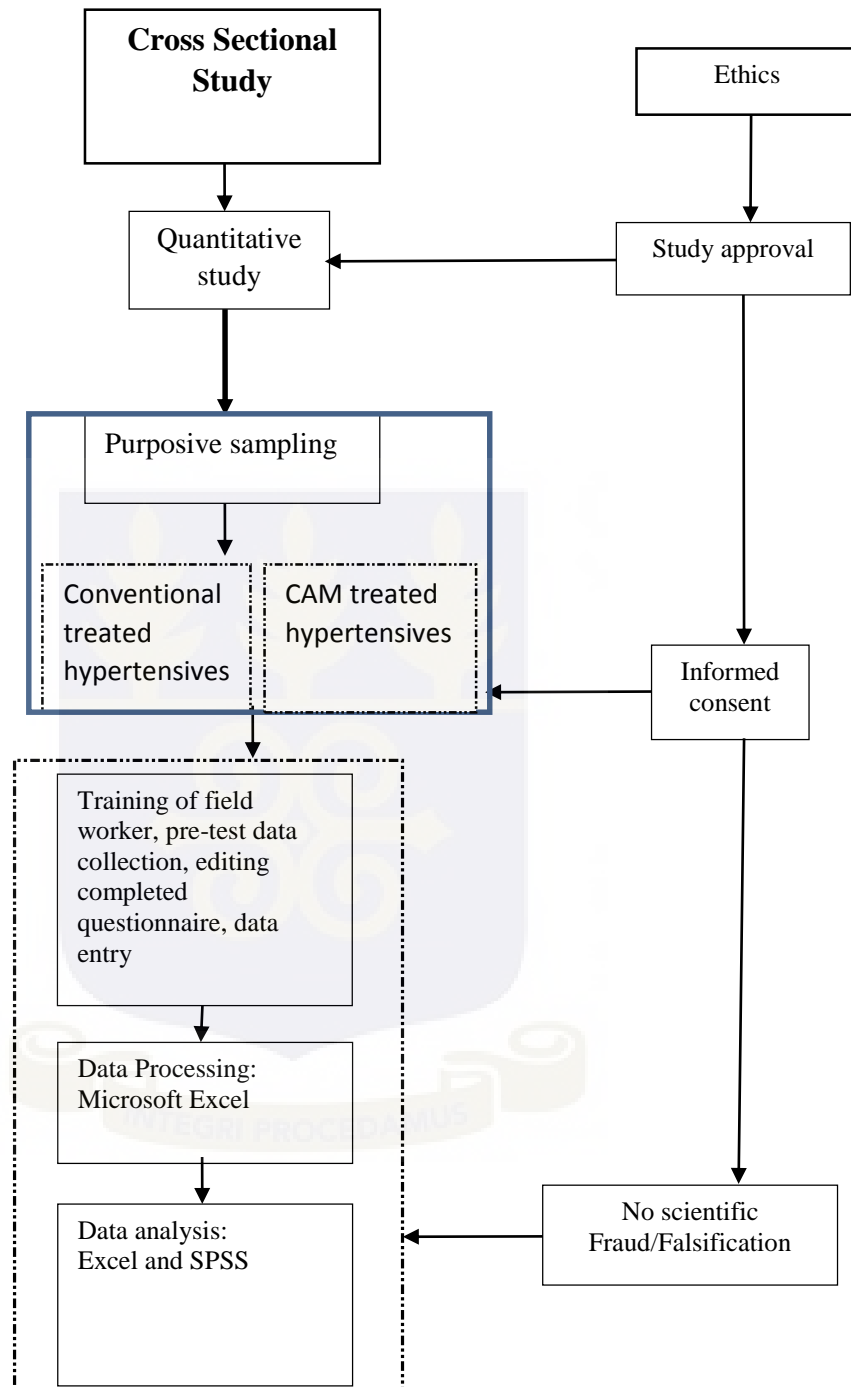 Cross Sectional
Study
Ethics
Quantitative
study
Study approval
Purposive sampling
Conventional
treated
hypertensives
CAM treated
hypertensives
Informed
consent
Training of field
worker, pre-test data
collection, editing
completed
questionnaire, data
entry
Data Processing:
Microsoft Excel
INTEGRI PROCEDAMUS
No scientific
Fraud/Falsification
Data analysis:
Excel and SPSS